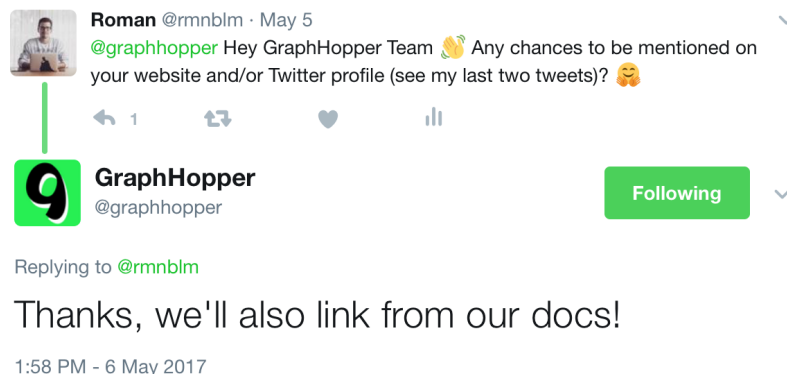 Roman @rmnblm · May 5
@graphhopper Hey GraphHopper Team 👋 Any chances to be mentioned on
your website and/or Twitter profile (see my last two tweets)? 🤗
1
GraphHopper
@graphhopper
Following
Replying to @rmnblm
Thanks, we'll also link from our docs!
1:58 PM - 6 May 2017